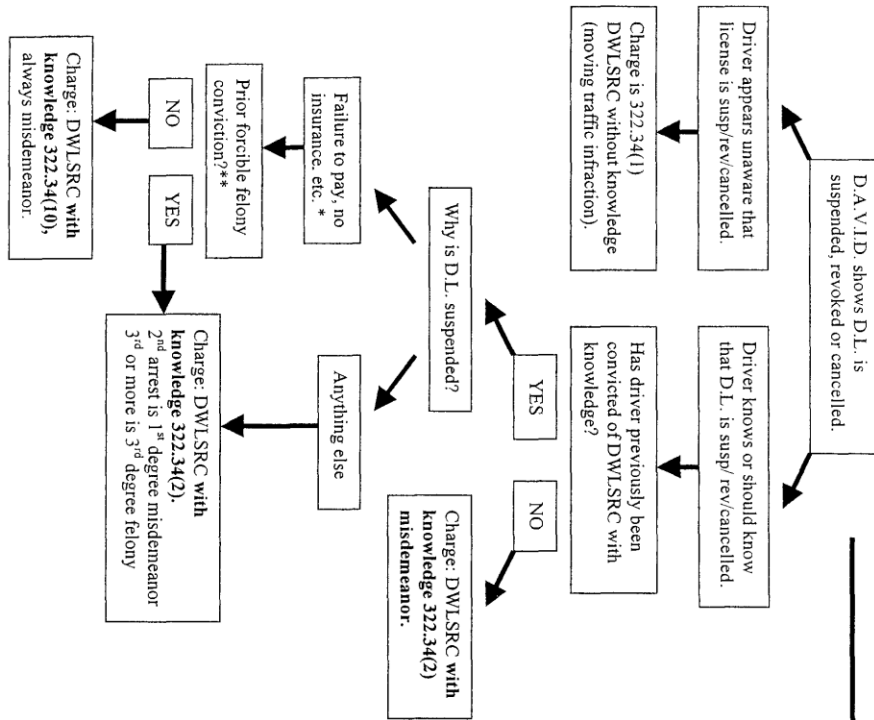 D.A.V.I.D. shows D.L. is
suspended, revoked or cancelled.
Driver appears unaware that
license is susp/rev/cancelled.
Driver knows or should know
that D.L. is susp/ rev/cancelled.
Charge is 322.34(1)
DWLSRC without knowledge
(moving traffic infraction).
Has driver previously been
convicted of DWLSRC with
knowledge?
YES
NO
Why is D.L. suspended?
Charge: DWLSRC with
knowledge 322.34(2)
misdemeanor.
Failure to pay, no
insurance. etc. *
Anything else
Prior forcible felony
conviction?**
NO
YES
Charge: DWLSRC with
knowledge 322.34(10),
always misdemeanor.
Charge: DWLSRC with
knowledge 322.34(2).
2nd arrest is 1st degree misdemeanor
3rd or more is 3rd degree felony